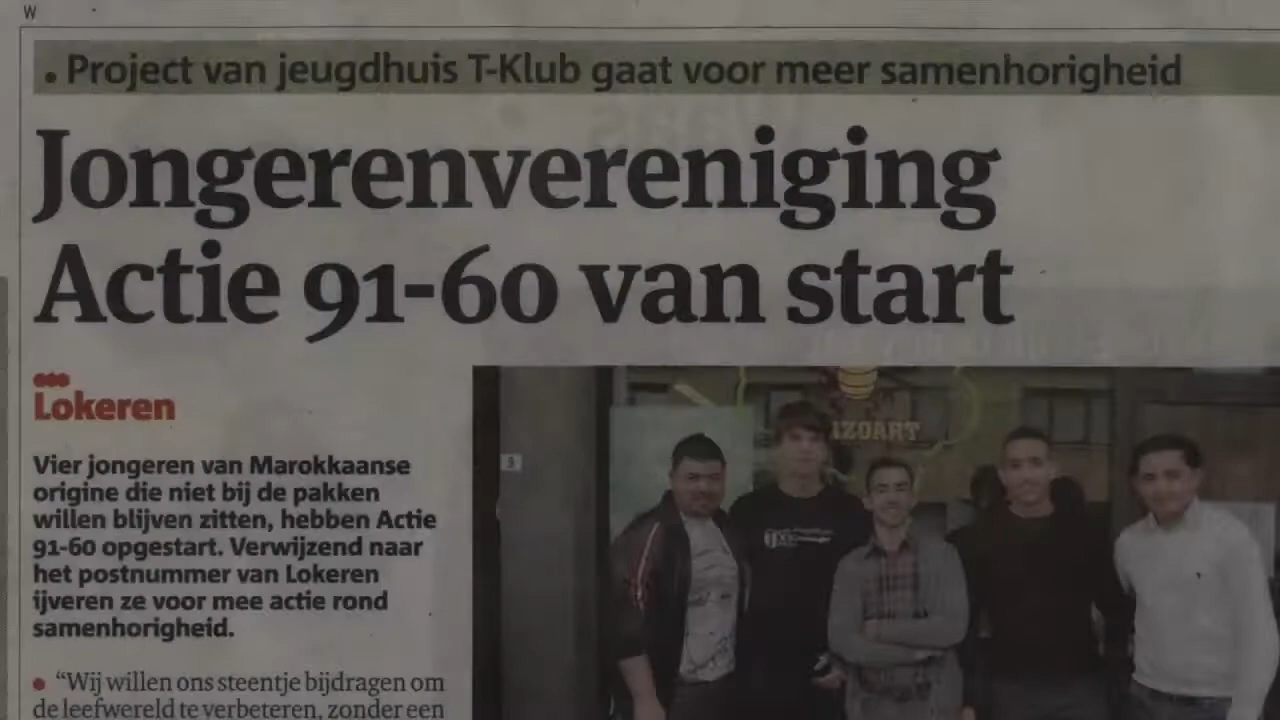 W
• Project van jeugdhuis T-Klub gaat voor meer samenhorigheid
Jongerenvereniging
Actie 91-60 van start
Lokeren
Vier jongeren van Marokkaanse
origine die niet bij de pakken
willen blijven zitten, hebben Actie
91-60 opgestart. Verwijzend naar
het postnummer van Lokeren
ijveren ze voor mee actie rond
samenhorigheid.
• “Wij willen ons steentje bijdragen om
de leefwereld te verbeteren, zonder een
IZOART